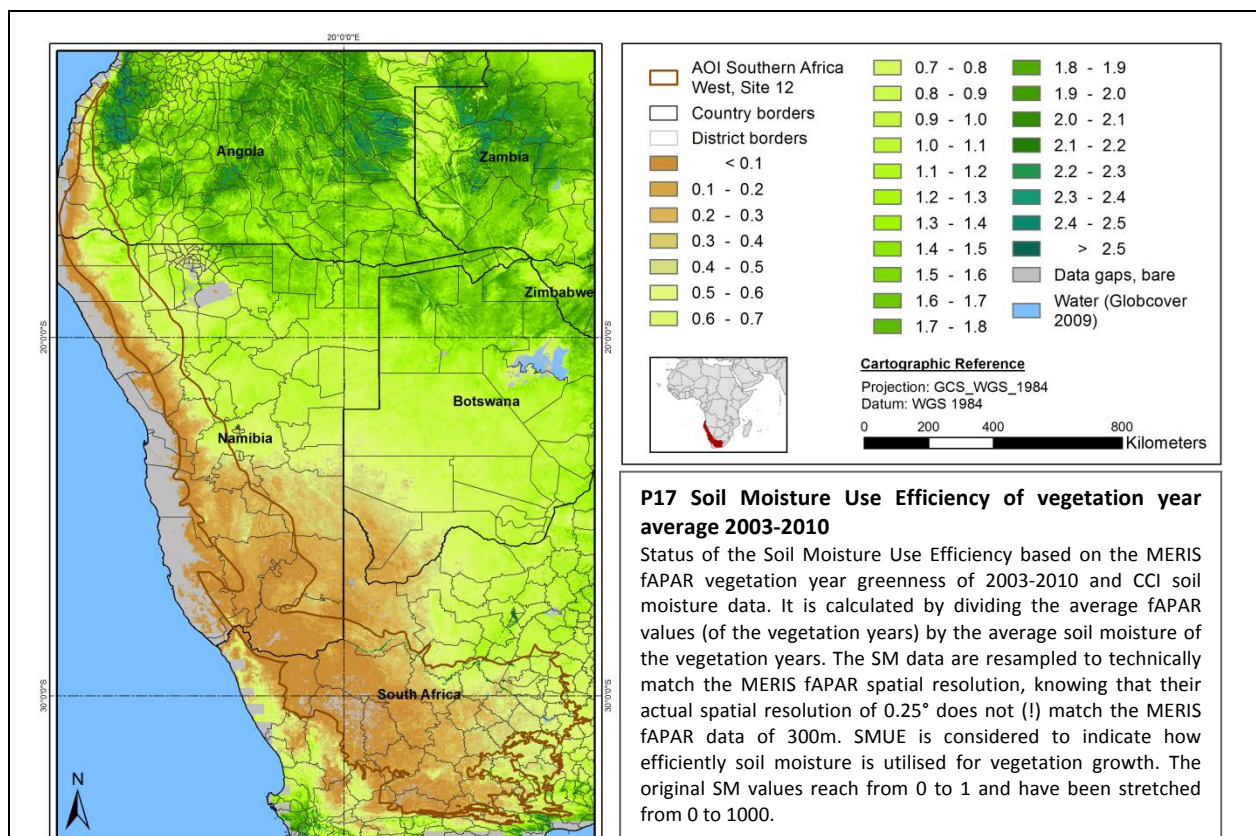 20°0'0"E
Angola
Zambia
Zimbabwe
20°0'0"S
20°0'0"S
Botswana
Namibia
South Africa
30°0'0"S
30°0'0"S
N
AOI Southern Africa
West, Site 12
Country borders
District borders
< 0.1
0.1 - 0.2
0.2 - 0.3
0.3 - 0.4
0.4 - 0.5
0.5 - 0.6
0.6 - 0.7
0.7 - 0.8
0.8 - 0.9
0.9 - 1.0
1.0 - 1.1
1.1 - 1.2
1.2 - 1.3
1.3 - 1.4
1.4 - 1.5
1.5 - 1.6
1.6 - 1.7
1.7 - 1.8
1.8 - 1.9
1.9 - 2.0
2.0 - 2.1
2.1 - 2.2
2.2 - 2.3
2.3 - 2.4
2.4 - 2.5
> 2.5
Data gaps, bare
Water (Globcover
2009)
Cartographic Reference
Projection: GCS_WGS_1984
Datum: WGS 1984
0 200 400 800
Kilometers
P17 Soil Moisture Use Efficiency of vegetation year
average 2003-2010
Status of the Soil Moisture Use Efficiency based on the MERIS
fAPAR vegetation year greenness of 2003-2010 and CCI soil
moisture data. It is calculated by dividing the average fAPAR
values (of the vegetation years) by the average soil moisture of
the vegetation years. The SM data are resampled to technically
match the MERIS fAPAR spatial resolution, knowing that their
actual spatial resolution of 0.25° does not (!) match the MERIS
fAPAR data of 300m. SMUE is considered to indicate how
efficiently soil moisture is utilised for vegetation growth. The
original SM values reach from 0 to 1 and have been stretched
from 0 to 1000.